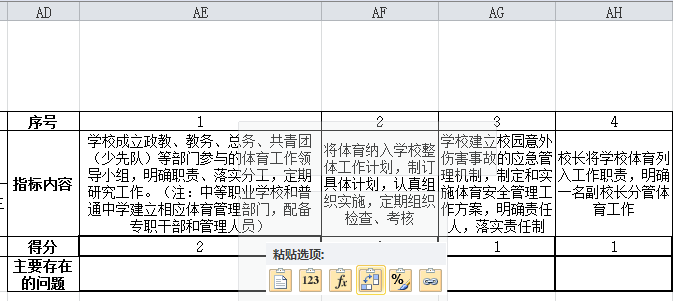 AD AE AF AG AH
序号 1 2 3 4
指标内容
学校成立政教、教务、总务、共青团
（少先队）等部门参与的体育工作领
导小组，明确职责、落实分工，定期
研究工作。（注：中等职业学校和普
通中学建立相应体育管理部门，配备
专职干部和管理人员）
将体育纳入学校整
体工作计划，制订
具体计划，认真组
织实施，定期组织
检查、考核
学校建立校园意外
伤害事故的应急管
理机制，制定和实
施体育安全管理工
作方案，明确责任
人，落实责任制
校长将学校体育列
入工作职责，明确
一名副校长分管体
育工作
得分 2 1 1
主要存在
的问题
粘贴选项:
123 fx %